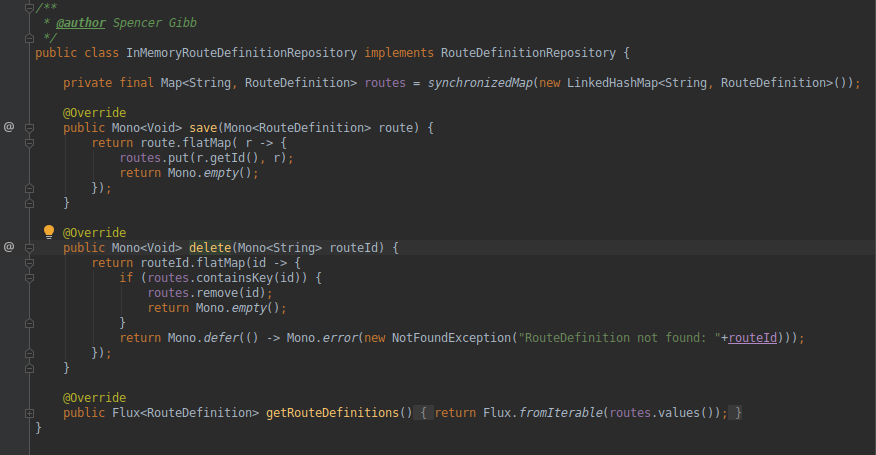 /**
 * @author Spencer Gibb
 */
public class InMemoryRouteDefinitionRepository implements RouteDefinitionRepository {
    private final Map<String, RouteDefinition> routes = synchronizedMap(new LinkedHashMap<String, RouteDefinition>());
    @Override
@   public Mono<Void> save(Mono<RouteDefinition> route) {
        return route.flatMap( r -> {
            routes.put(r.getId(), r);
            return Mono.empty();
        });
    }
    @Override
@   public Mono<Void> delete(Mono<String> routeId) {
        return routeId.flatMap(id -> {
            if (routes.containsKey(id)) {
                routes.remove(id);
                return Mono.empty();
            }
            return Mono.defer(() -> Mono.error(new NotFoundException("RouteDefinition not found: "+routeId)));
        });
    }
    @Override
    public Flux<RouteDefinition> getRouteDefinitions() { return Flux.fromIterable(routes.values()); }
}